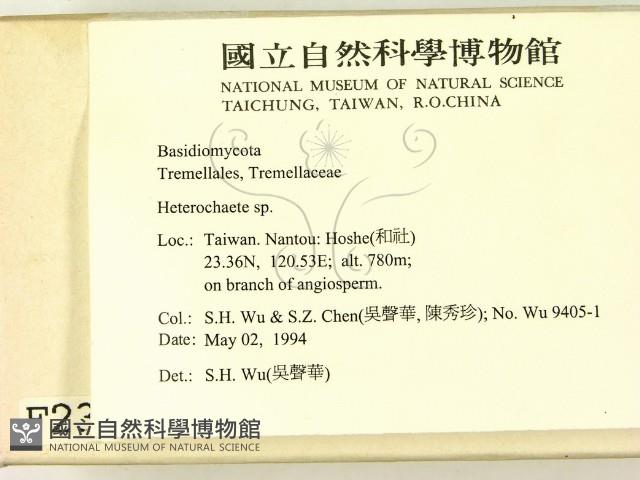 國立自然科學博物館
NATIONAL MUSEUM OF NATURAL SCIENCE
TAICHUNG, TAIWAN, R.O.CHINA
Basidiomycota
Tremellales, Tremellaceae
Heterochaete sp.
Loc.: Taiwan. Nantou: Hoshe(和社)
23.36N, 120.53E; alt. 780m;
on branch of angiosperm.
Col.: S.H. Wu & S.Z. Chen(吳聲華, 陳秀珍); No. Wu 9405-1
Date: May 02, 1994
Det.: S.H. Wu(吳聲華)
國立自然科學博物館
NATIONAL MUSEUM OF NATURAL SCIENCE